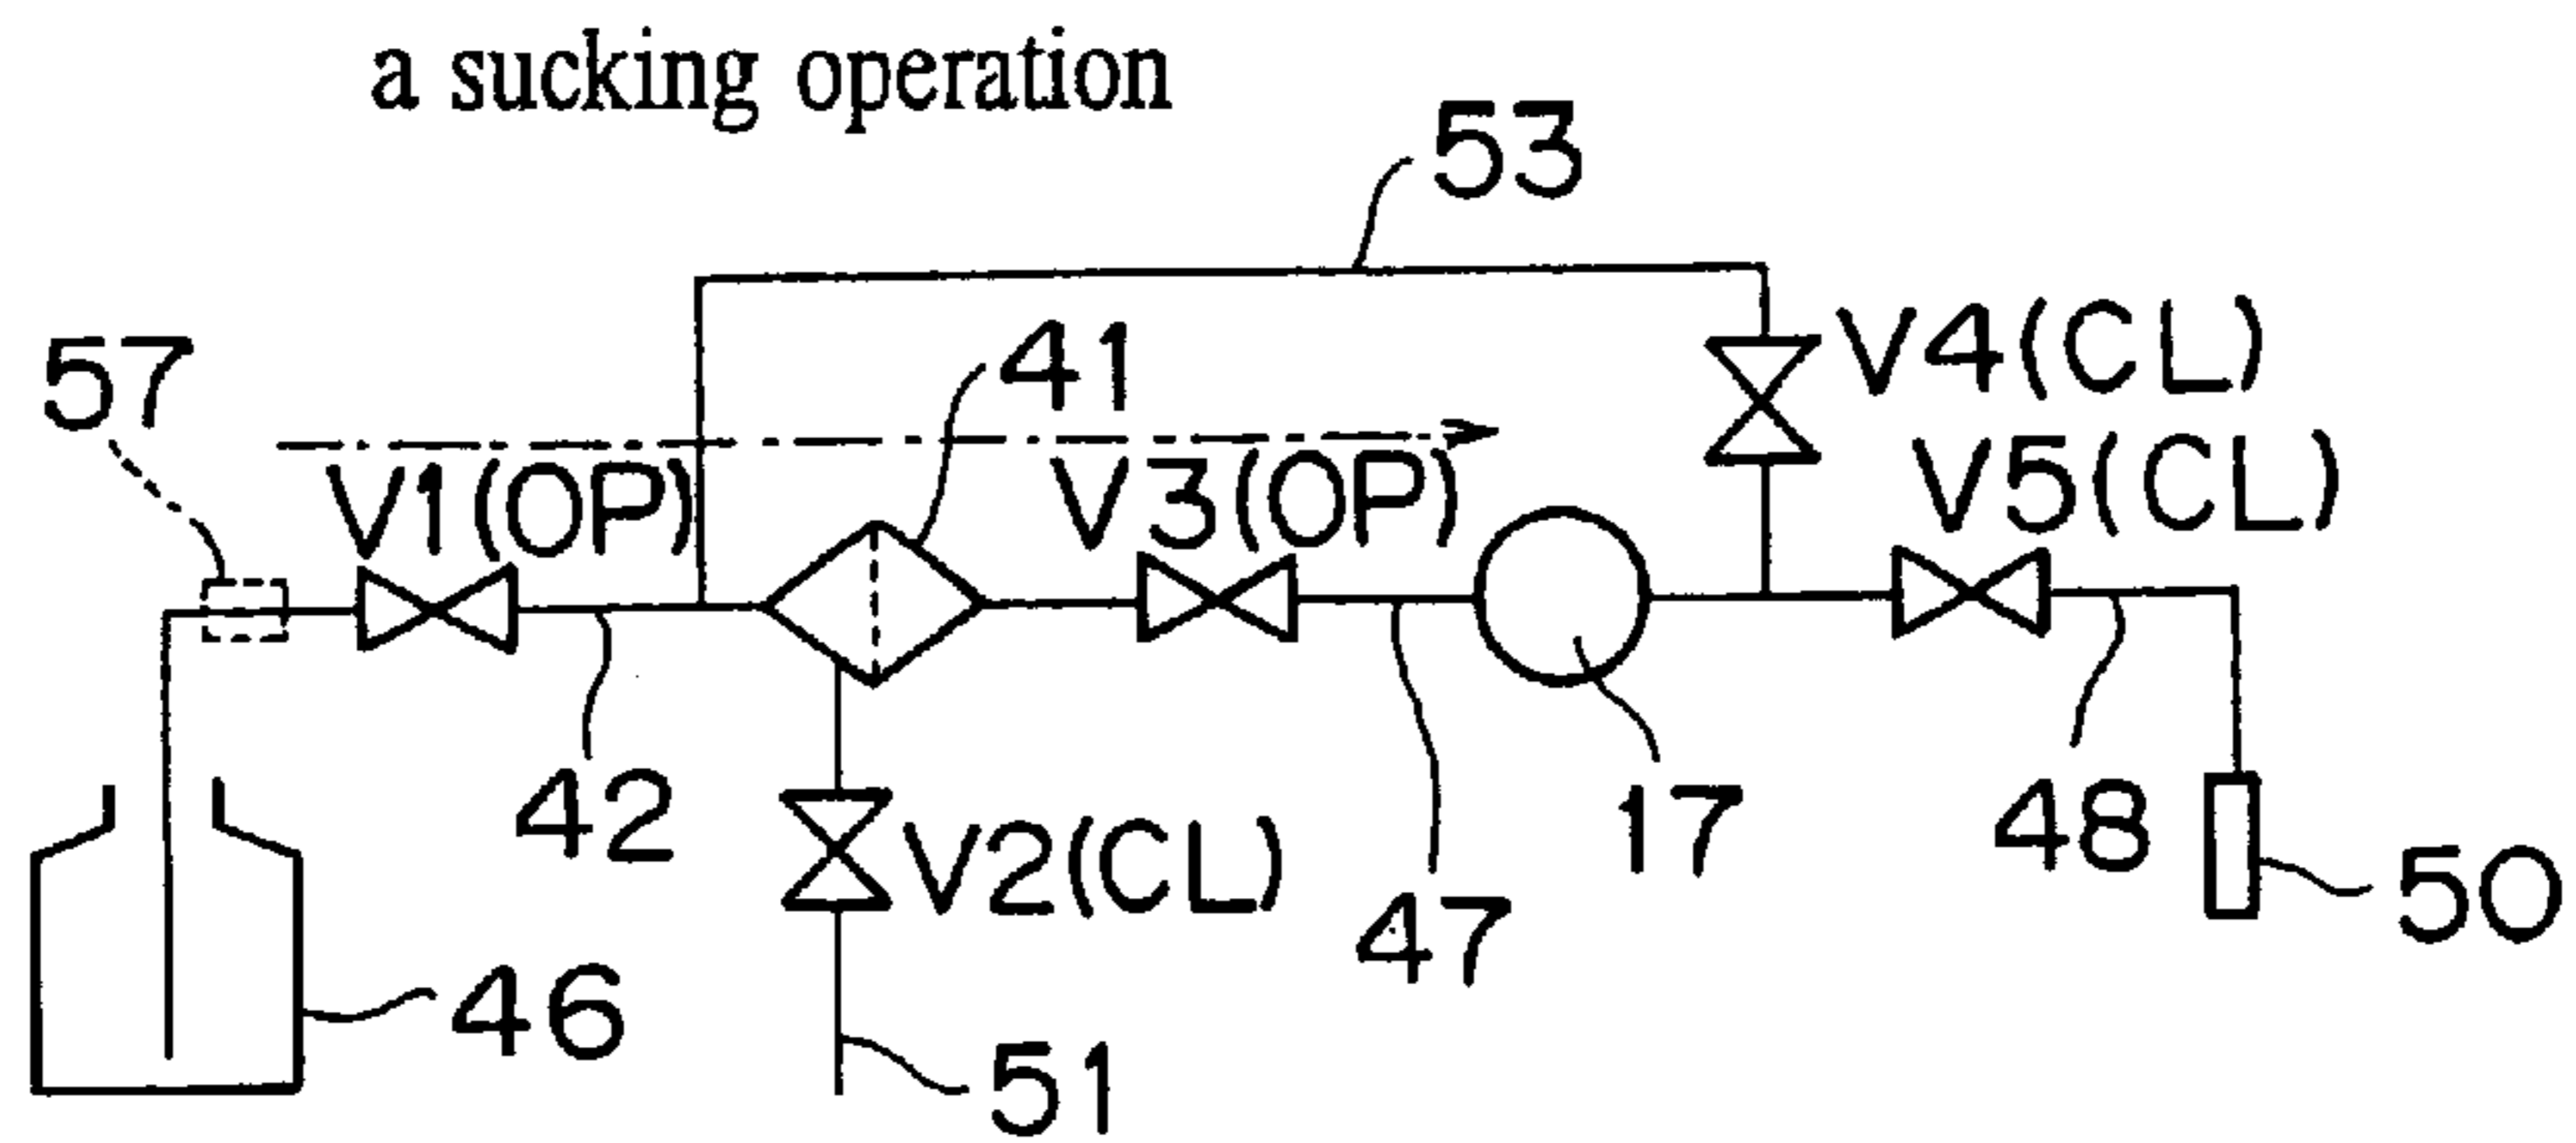 a sucking operation
53
57
41
V4(CL)
V1(OP)
V3(OP)
V5(CL)
42
V2(CL)
17
48
50
47
46
51